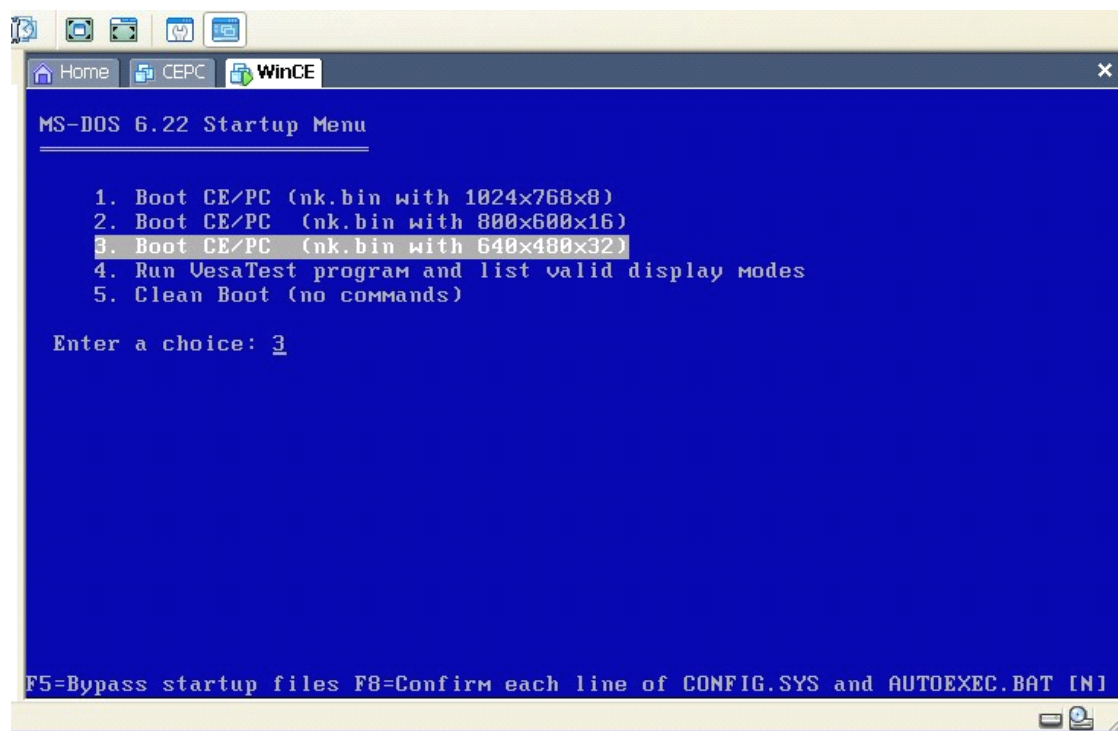 Home CEPC WinCE
MS-DOS 6.22 Startup Menu
1. Boot CE/PC (nk.bin with 1024x768x8)
2. Boot CE/PC (nk.bin with 800x600x16)
3. Boot CE/PC (nk.bin with 640x480x32)
4. Run VesaTest program and list valid display modes
5. Clean Boot (no commands)
Enter a choice: 3
F5=Bypass startup files F8=Confirm each line of CONFIG.SYS and AUTOEXEC.BAT [N]